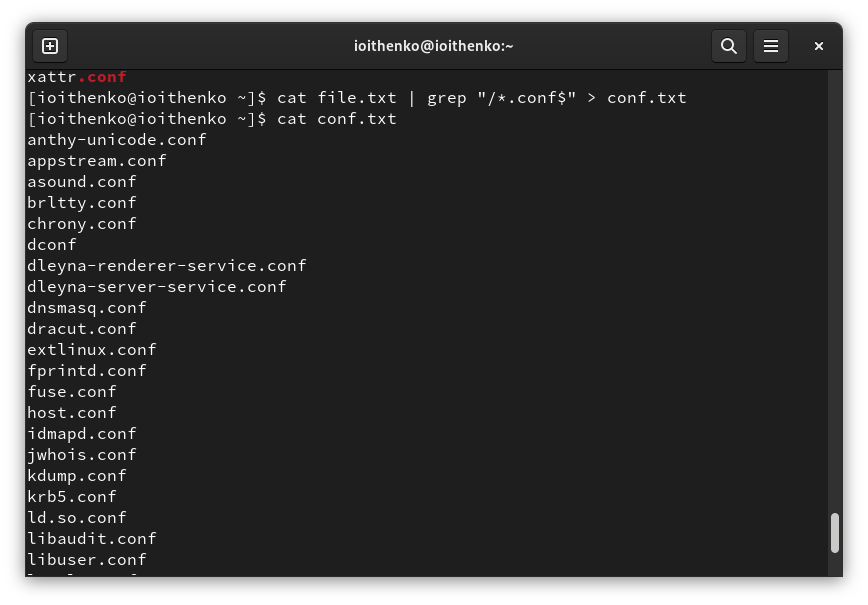 ioithenko@ioithenko:~
xattr.conf
[ioithenko@ioithenko ~]$ cat file.txt | grep "/*.conf$" > conf.txt
[ioithenko@ioithenko ~]$ cat conf.txt
anthy-unicode.conf
appstream.conf
asound.conf
brltty.conf
chrony.conf
dconf
dleyna-renderer-service.conf
dleyna-server-service.conf
dnsmasq.conf
dracut.conf
extlinux.conf
fprintd.conf
fuse.conf
host.conf
idmapd.conf
jwhois.conf
kdump.conf
krb5.conf
ld.so.conf
libaudit.conf
libuser.conf